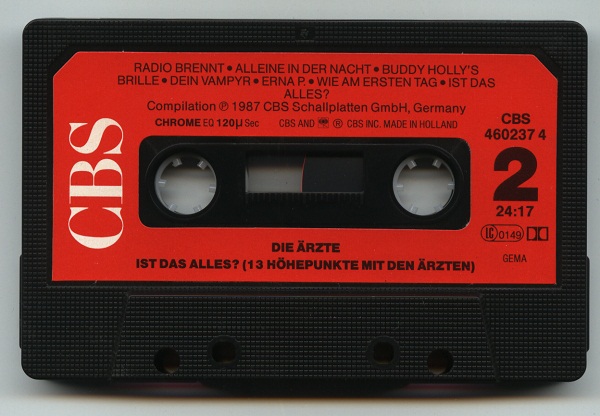 RADIO BRENNT • ALLEINE IN DER NACHT • BUDDY HOLLY'S
BRILLE • DEIN VAMPYR • ERNA P. • WIE AM ERSTEN TAG • IST DAS
ALLES?
Compilation ℗ 1987 CBS Schallplatten GmbH, Germany
CHROME EQ 120µ Sec CBS AND ® CBS INC. MADE IN HOLLAND
CBS
CBS
460237 4
2
24:17
LC 0149
GEMA
DIE ÄRZTE
IST DAS ALLES? (13 HÖHEPUNKTE MIT DEN ÄRZTEN)